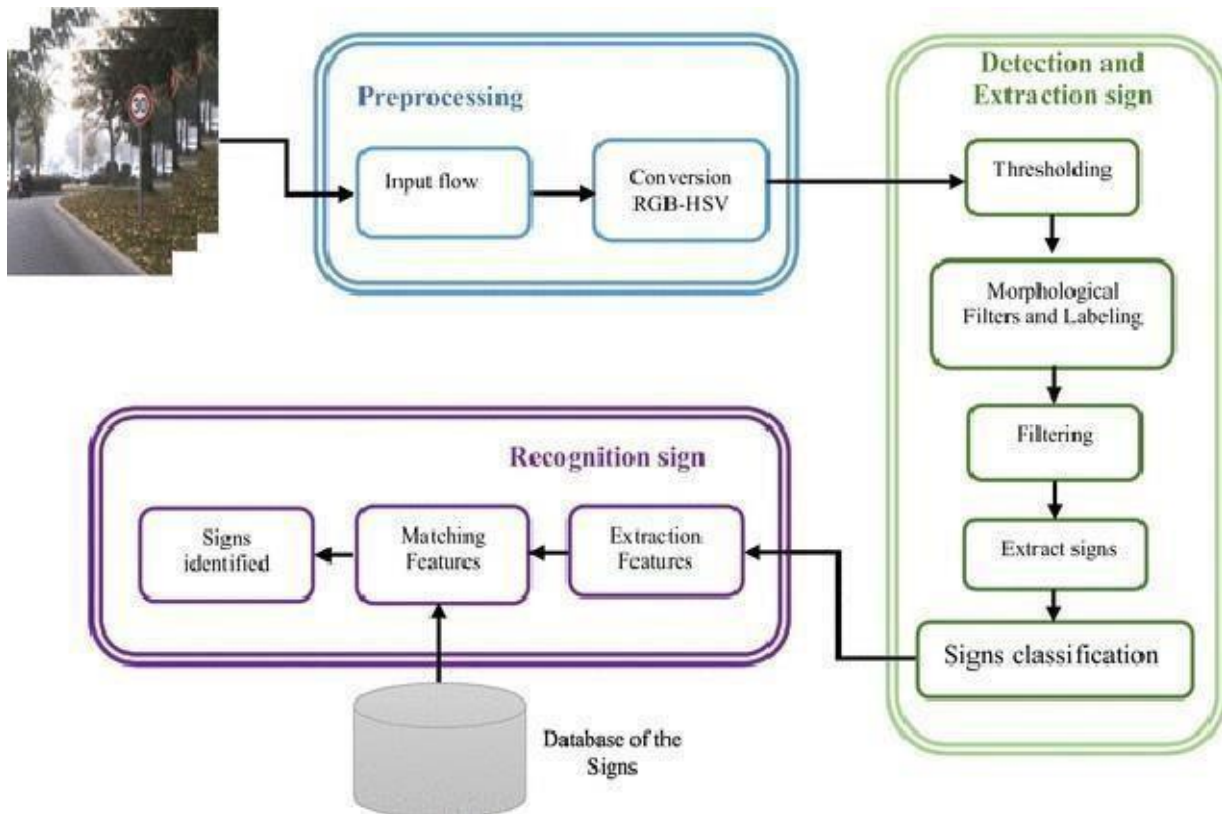 30
Preprocessing
Input flow
Conversion
RGB-HSV
Detection and
Extraction sign
Thresholding
Morphological
Filters and Labeling
Filtering
Extract signs
Signs classification
Recognition sign
Extraction
Features
Matching
Features
Signs
identified
Database of the
Signs